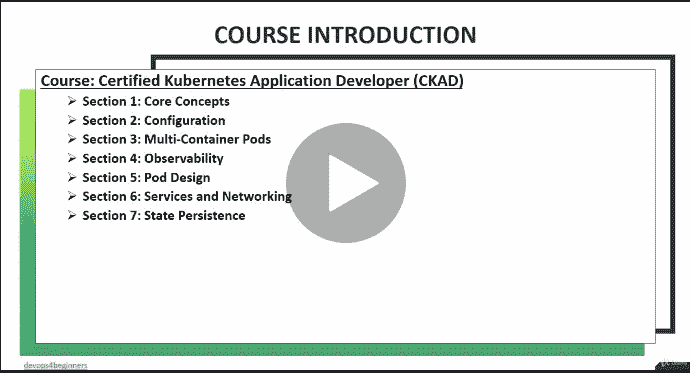 COURSE INTRODUCTION
Course: Certified Kubernetes Application Developer (CKAD)
➢ Section 1: Core Concepts
➢ Section 2: Configuration
➢ Section 3: Multi-Container Pods
➢ Section 4: Observability
➢ Section 5: Pod Design
➢ Section 6: Services and Networking
➢ Section 7: State Persistence
devops4beginners